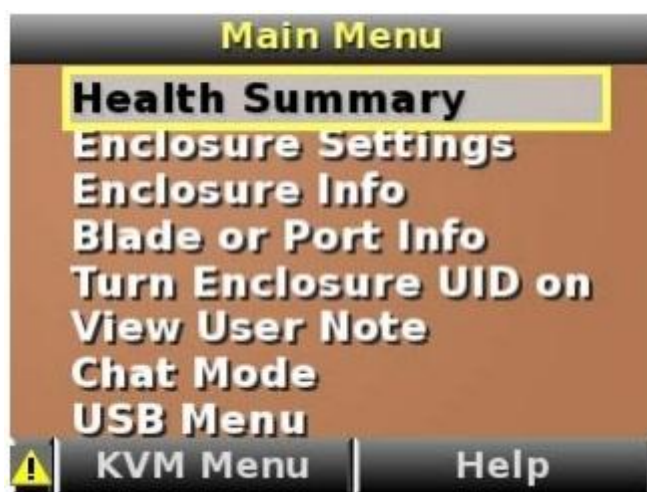 Main Menu
Health Summary
Enclosure Settings
Enclosure Info
Blade or Port Info
Turn Enclosure UID on
View User Note
Chat Mode
USB Menu
KVM Menu Help